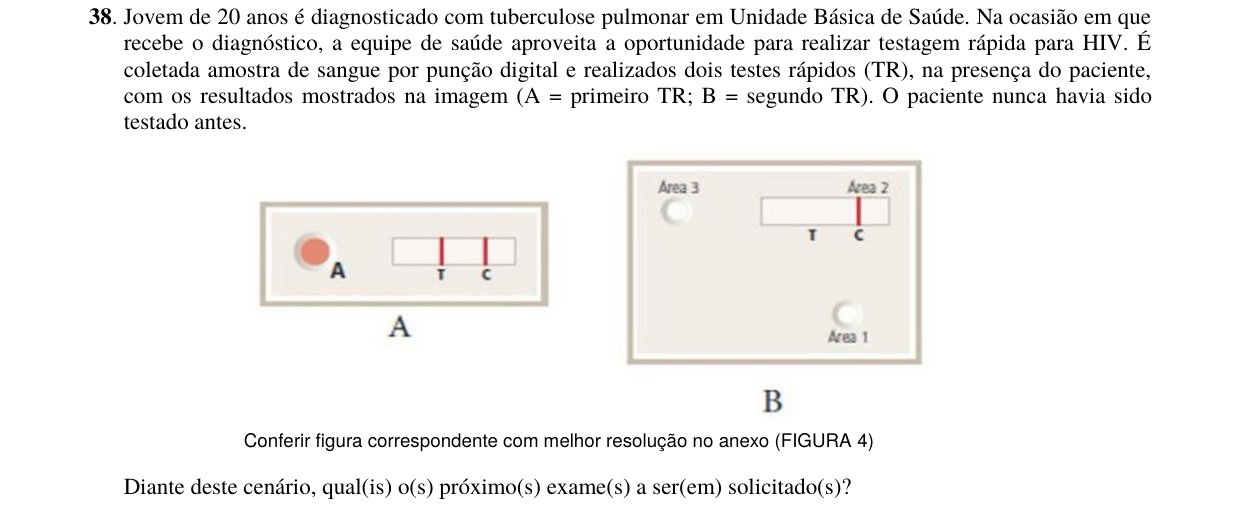 38. Jovem de 20 anos é diagnosticado com tuberculose pulmonar em Unidade Básica de Saúde. Na ocasião em que
recebe o diagnóstico, a equipe de saúde aproveita a oportunidade para realizar testagem rápida para HIV. É
coletada amostra de sangue por punção digital e realizados dois testes rápidos (TR), na presença do paciente,
com os resultados mostrados na imagem (A = primeiro TR; B = segundo TR). O paciente nunca havia sido
testado antes.
Área 3 Área 2
T C
A T C
Área 1
A
B
Conferir figura correspondente com melhor resolução no anexo (FIGURA 4)
Diante deste cenário, qual(is) o(s) próximo(s) exame(s) a ser(em) solicitado(s)?